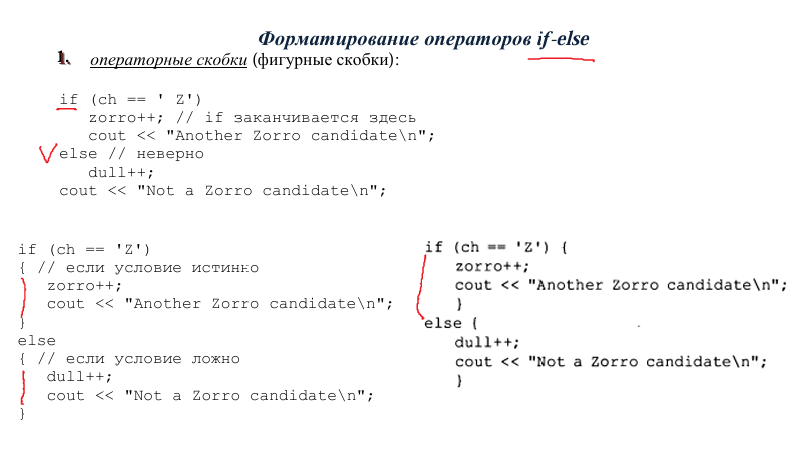 Форматирование операторов if-else
1. операторные скобки (фигурные скобки):
if (ch == ' Z')
zorro++; // if заканчивается здесь
cout << "Another Zorro candidate\n";
else // неверно
dull++;
cout << "Not a Zorro candidate\n";
if (ch == 'Z')
{ // если условие истинно
zorro++;
cout << "Another Zorro candidate\n";
}
else
{ // если условие ложно
dull++;
cout << "Not a Zorro candidate\n";
}
if (ch == 'Z') {
zorro++;
cout << "Another Zorro candidate\n";
}
else {
dull++;
cout << "Not a Zorro candidate\n";
}